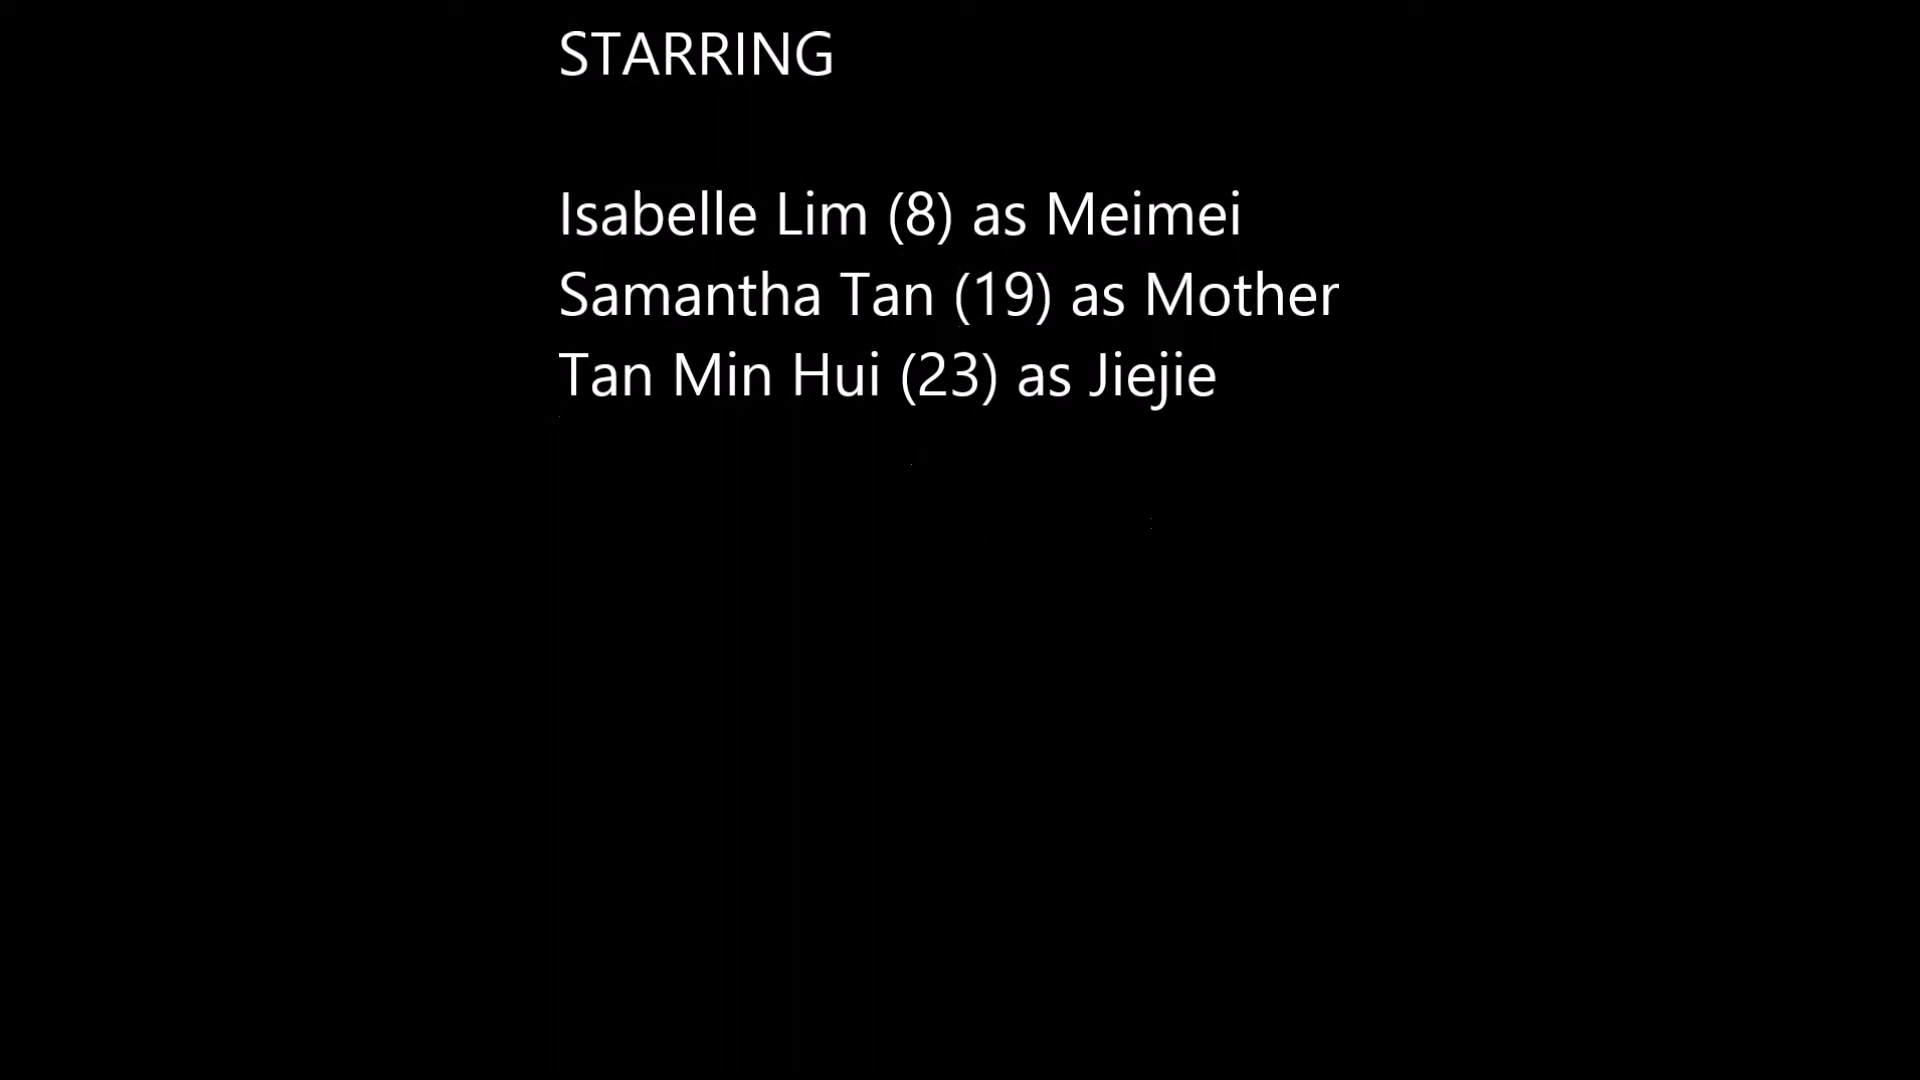 STARRING
Isabelle Lim (8) as Meimei
Samantha Tan (19) as Mother
Tan Min Hui (23) as Jiejie